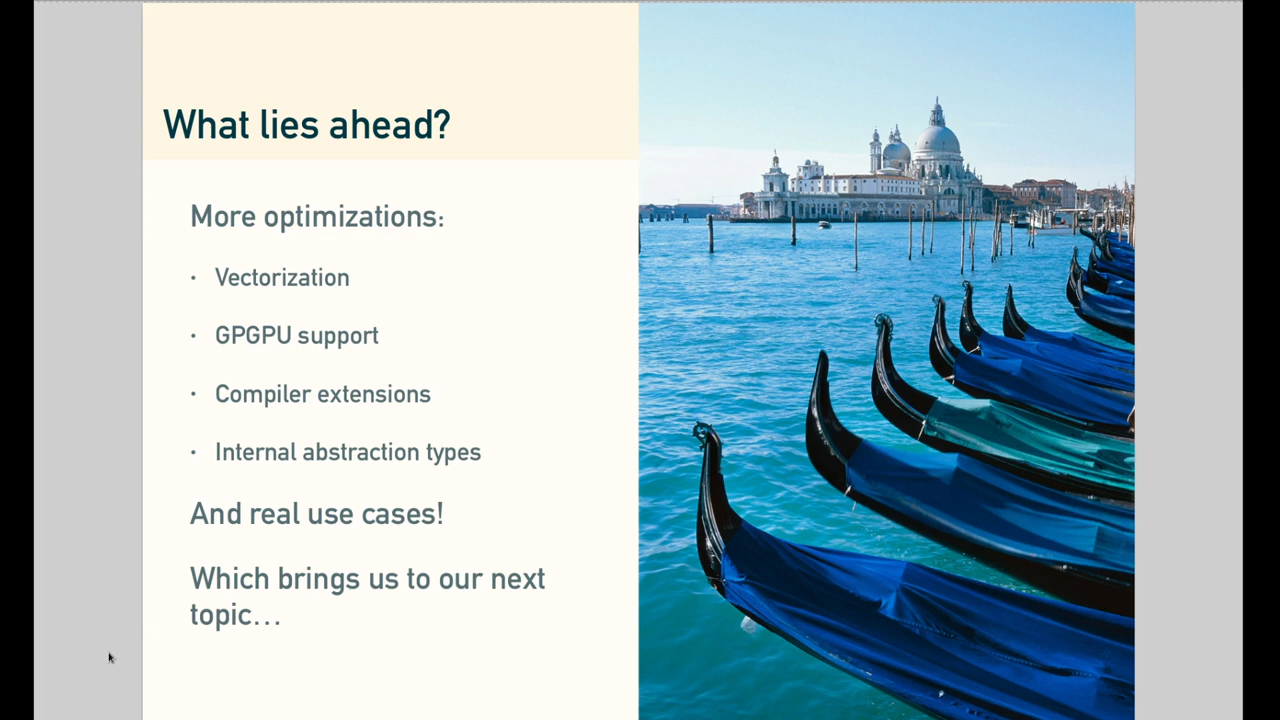 What lies ahead?
More optimizations:
• Vectorization
• GPGPU support
• Compiler extensions
• Internal abstraction types
And real use cases!
Which brings us to our next
topic...